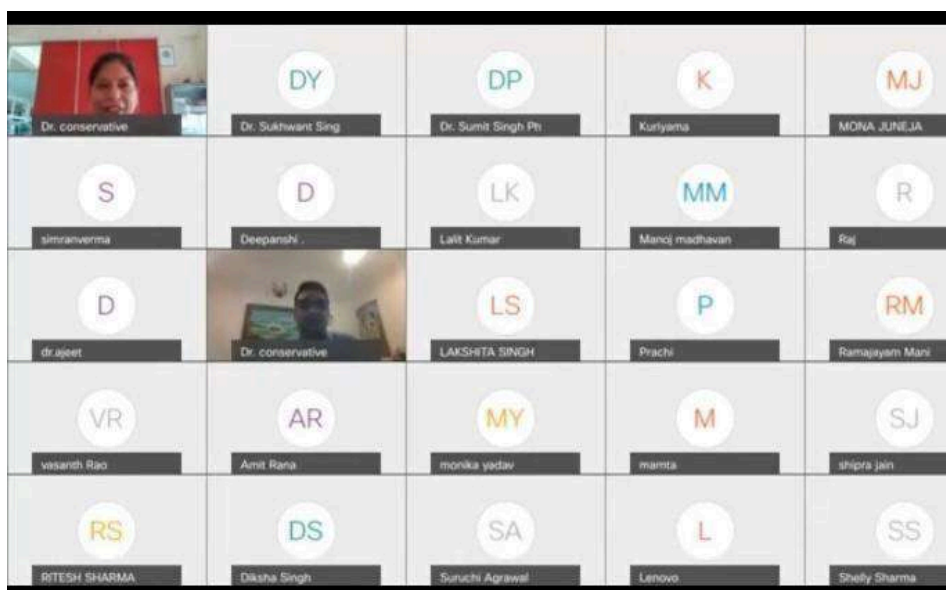 DY
DP
K
MJ
Dr. conservative
Dr. Sukhwant Sing
Dr. Sumit Singh Ph
Kuriyama
MONA JUNEJA
S
D
LK
MM
R
simranverma
Deepanshi .
Lalit Kumar
Manoj madhavan
Raj
D
LS
P
RM
dr.ajeet
Dr. conservative
LAKSHITA SINGH
Prachi
Ramajayam Mani
VR
AR
MY
M
SJ
vasanth Rao
Amit Rana
monika yadav
mamta
shipra jain
RS
DS
SA
L
SS
RITESH SHARMA
Diksha Singh
Suruchi Agrawal
Lenovo
Shelly Sharma